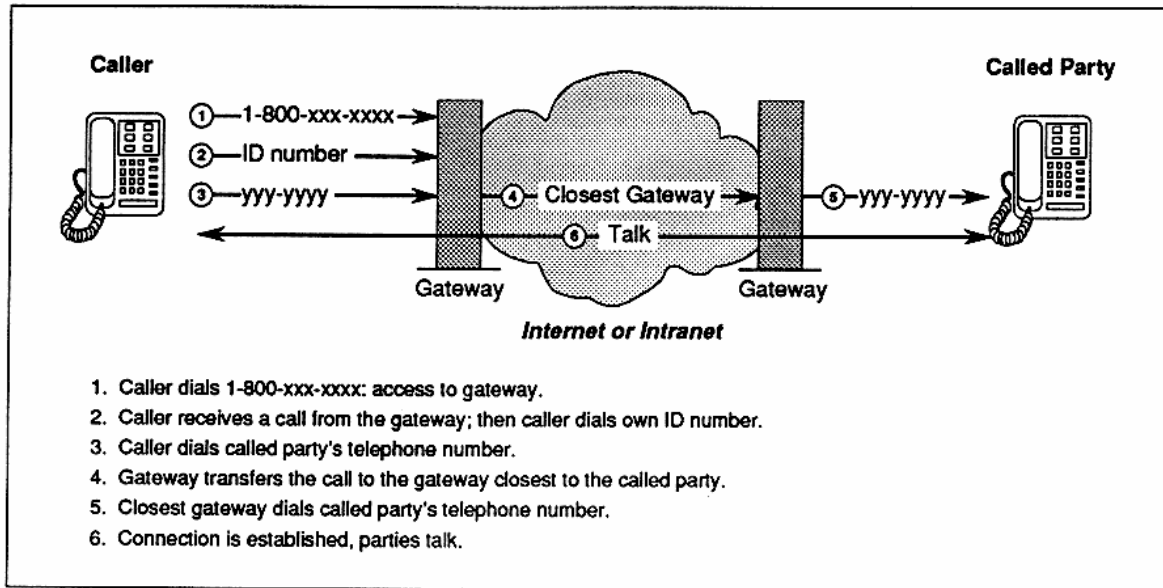 Caller
Called Party
① 1-800-xxx-xxxx
② ID number
③ yyy-yyyy
④ Closest Gateway
⑤ yyy-yyyy
⑥ Talk
Gateway
Gateway
Internet or Intranet
1. Caller dials 1-800-xxx-xxxx: access to gateway.
2. Caller receives a call from the gateway; then caller dials own ID number.
3. Caller dials called party's telephone number.
4. Gateway transfers the call to the gateway closest to the called party.
5. Closest gateway dials called party's telephone number.
6. Connection is established, parties talk.